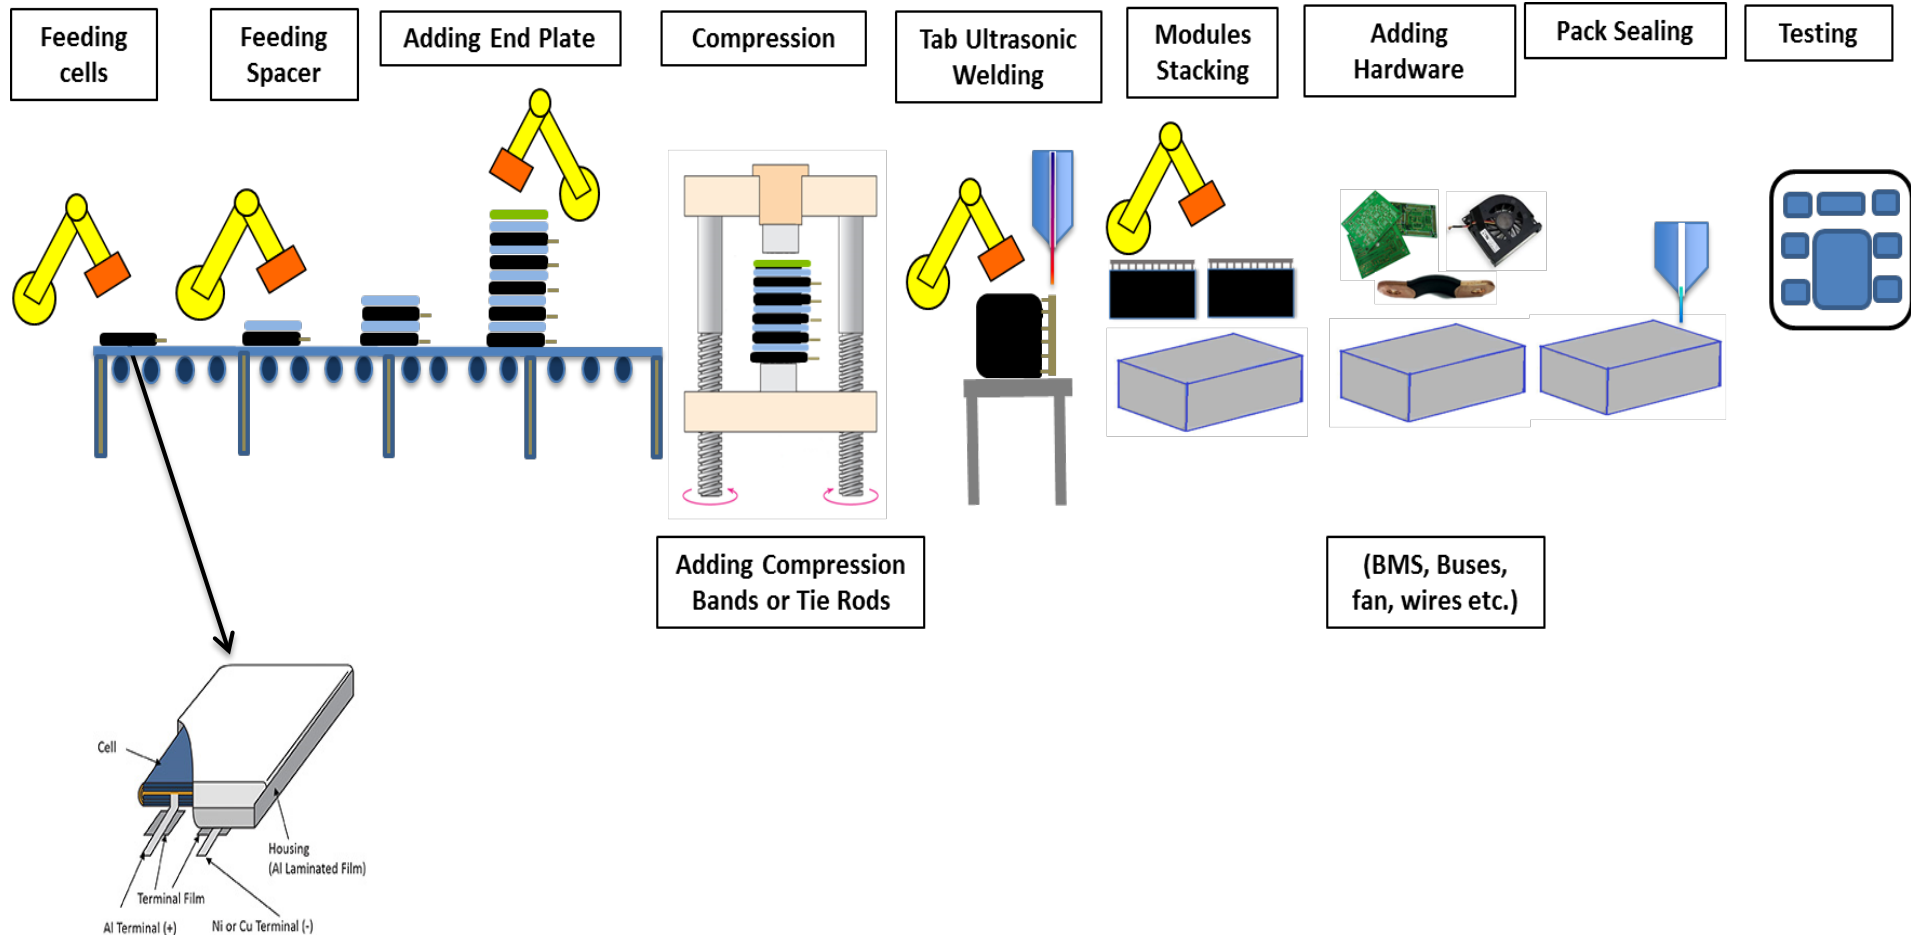 Feeding
cells
Feeding
Spacer
Adding End Plate
Compression
Tab Ultrasonic
Welding
Modules
Stacking
Adding
Hardware
Pack Sealing
Testing
Adding Compression
Bands or Tie Rods
(BMS, Buses,
fan, wires etc.)
Cell
Housing
(Al Laminated Film)
Terminal Film
Al Terminal (+)
Ni or Cu Terminal (-)